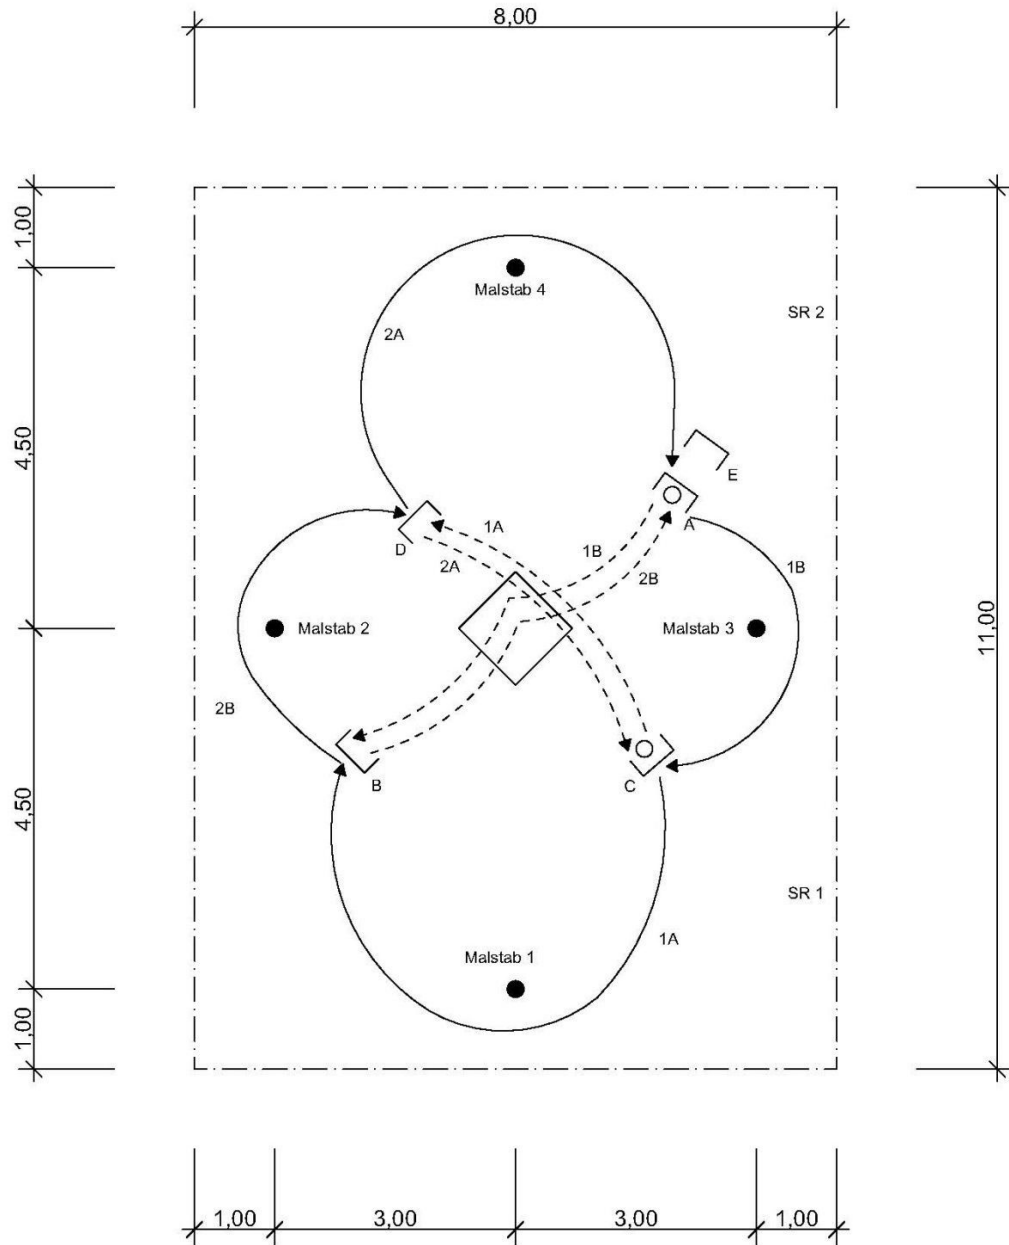 8,00
1,00
Malstab 4
SR 2
2A
4,50
E
1A
A
D
1B
1B
2A
2B
Malstab 2
Malstab 3
11,00
2B
B
C
4,50
SR 1
1A
Malstab 1
1,00
1,00
3,00
3,00
1,00